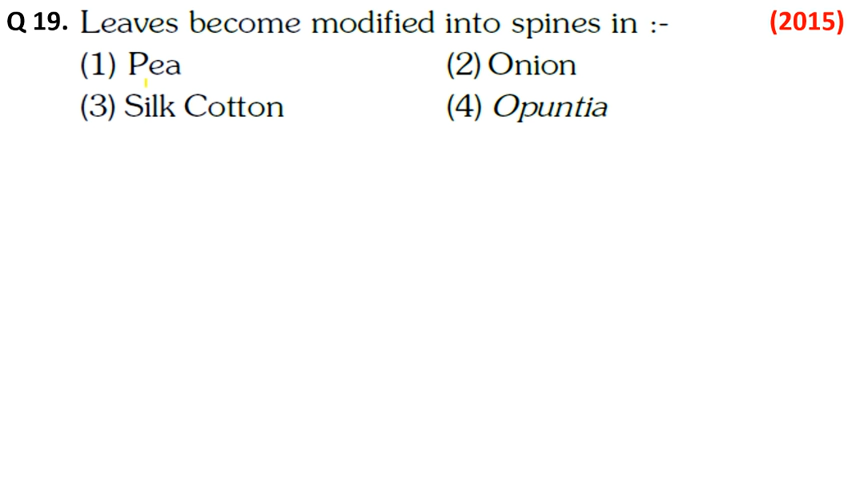 Q 19. Leaves become modified into spines in :- (2015)
(1) Pea (2) Onion
(3) Silk Cotton (4) Opuntia